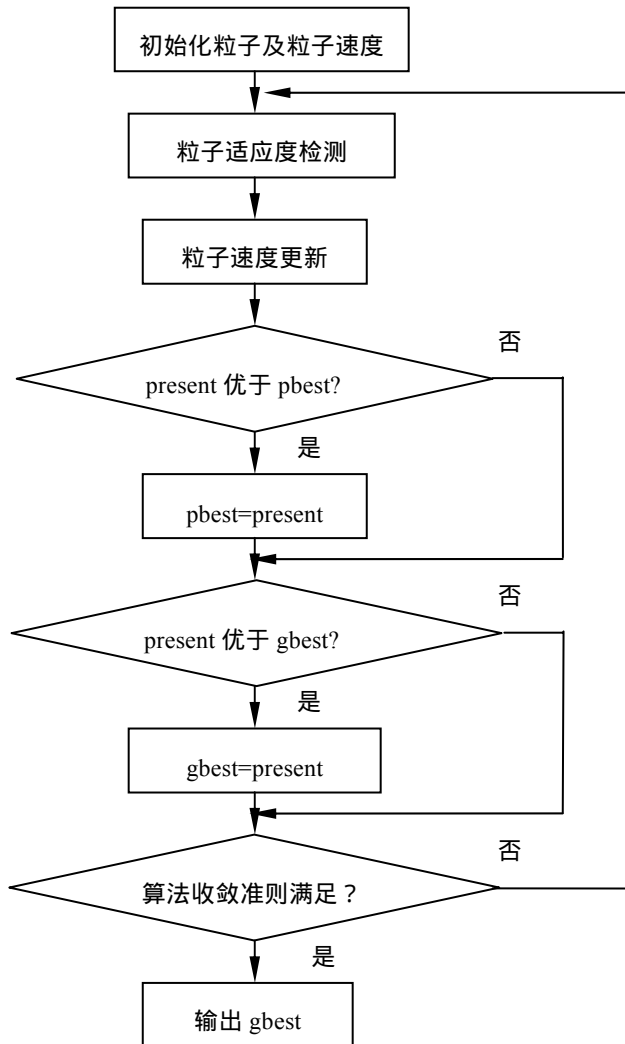 初始化粒子及粒子速度
粒子适应度检测
粒子速度更新
否
present 优于 pbest?
是
pbest=present
否
present 优于 gbest?
是
gbest=present
否
算法收敛准则满足？
是
输出 gbest